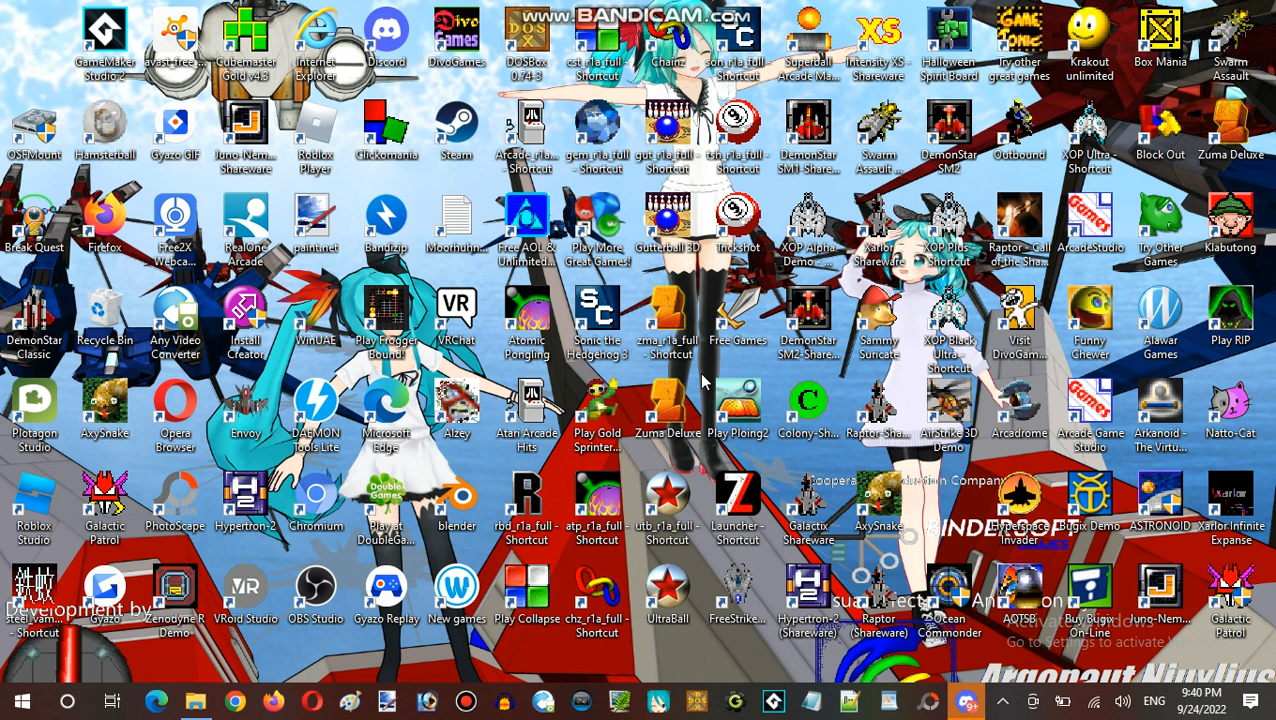 www.BANDICAM.com
GameMaker Studio 2
avast_free_...
Cubemaster Gold v4.3
Internet Explorer
Discord
DivoGames
DOSBox 0.74-3
cst_r1a_full - Shortcut
Chainz
son_r1a_full - Shortcut
Superball Arcade Ma...
Intensity XS - Shareware
Halloween Spirit Board
Try other great games
Krakout unlimited
Box Mania
Swarm Assault
OSFMount
Hamsterball
Gyazo GIF
Juno-Nem... Shareware
Roblox Player
Clickomania
Steam
Arcade_r1a... - Shortcut
gem_r1a_full - Shortcut
gut_r1a_full - Shortcut
tsh_r1a_full - Shortcut
DemonStar SM1-Share...
Swarm Assault ...
DemonStar SM2
Outbound
XOP Ultra - Shortcut
Block Out
Zuma Deluxe
Break Quest
Firefox
Free2X Webca...
RealOne Arcade
paint.net
Bandizip
Moorhuhn...
Free AOL & Unlimited...
Play More Great Games!
Gutterball 3D
Trickshot
XOP Alpha Demo - ...
Xarlor Shareware
XOP Plus - Shortcut
Raptor - Call of the Sha...
ArcadeStudio
Try Other Games
Klabutong
DemonStar Classic
Recycle Bin
Any Video Converter
Install Creator
WinUAE
Play Frogger Bound!
VRChat
Atomic Pongling
Sonic the Hedgehog 3
zma_r1a_full - Shortcut
Free Games
DemonStar SM2-Share...
Sammy Suricate
XOP Black Ultra - Shortcut
Visit DivoGam...
Funny Chewer
Alawar Games
Play RIP
Plotagon Studio
AxySnake
Opera Browser
Envoy
DAEMON Tools Lite
Microsoft Edge
Alzey
Atari Arcade Hits
Play Gold Sprinter...
Zuma Deluxe
Play Ploing2
Colony-Sh...
Raptor-Sha...
AirStrike 3D Demo
Arcadrome
Arcade Game Studio
Arkanoid - The Virtu...
Natto-Cat
Roblox Studio
Galactic Patrol
PhotoScape
Hypertron-2
Chromium
Play at DoubleGa...
blender
rbd_r1a_full - Shortcut
atp_r1a_full - Shortcut
utb_r1a_full - Shortcut
Launcher - Shortcut
Galactix Shareware
AxySnake
Hyperspace Invader
Bugix Demo
ASTRONOID
Xarlor Infinite Expanse
steel_vam... - Shortcut
Gyazo
Zenodyne R Demo
VRoid Studio
OBS Studio
Gyazo Replay
New games
Play Collapse
chz_r1a_full - Shortcut
UltraBall
FreeStrike...
Hypertron-2 (Shareware)
Raptor (Shareware)
Ocean Commonder
AOTSB
Buy Bugix On-Line
Juno-Nem...
Galactic Patrol
Development by
Activate Windows
Go to Settings to activate
ENG
9:40 PM
9/24/2022
9+